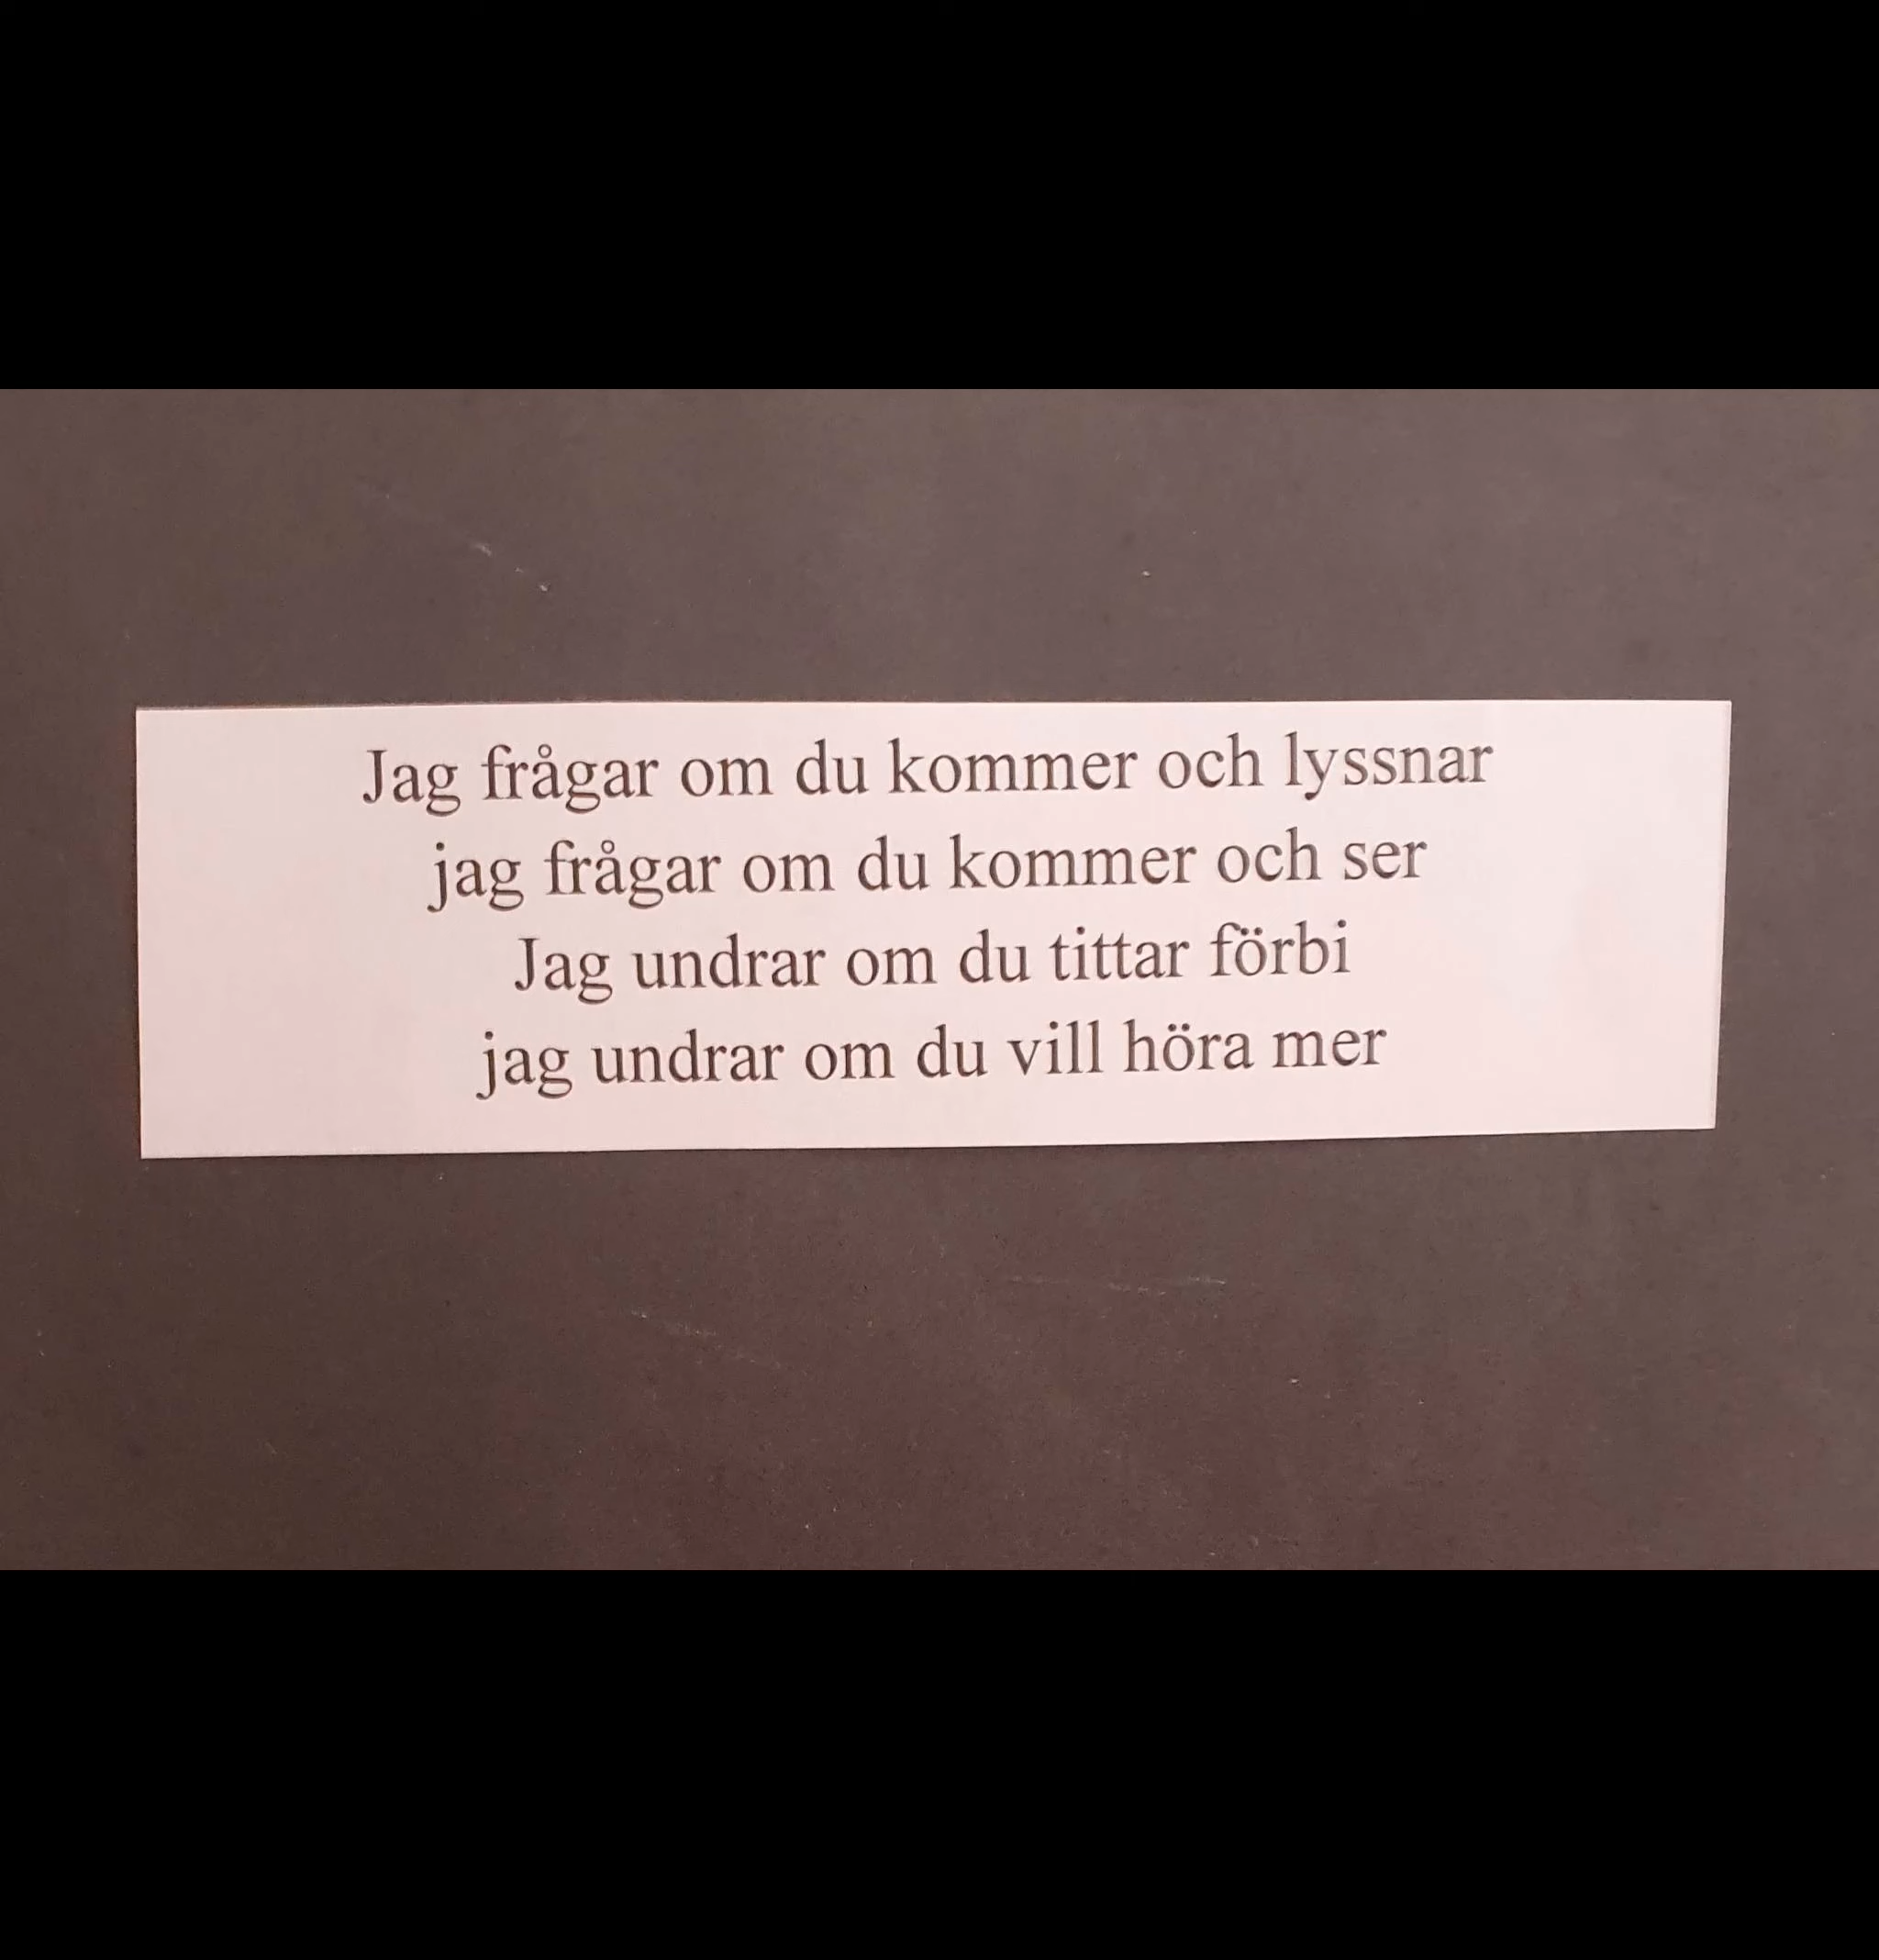 Jag frågar om du kommer och lyssnar
jag frågar om du kommer och ser
Jag undrar om du tittar förbi
jag undrar om du vill höra mer